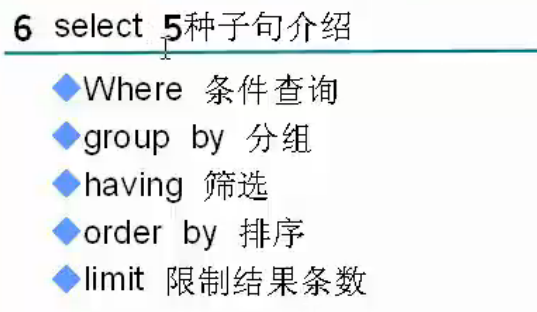 6 select 5种子句介绍
Where 条件查询
group by 分组
having 筛选
order by 排序
limit 限制结果条数